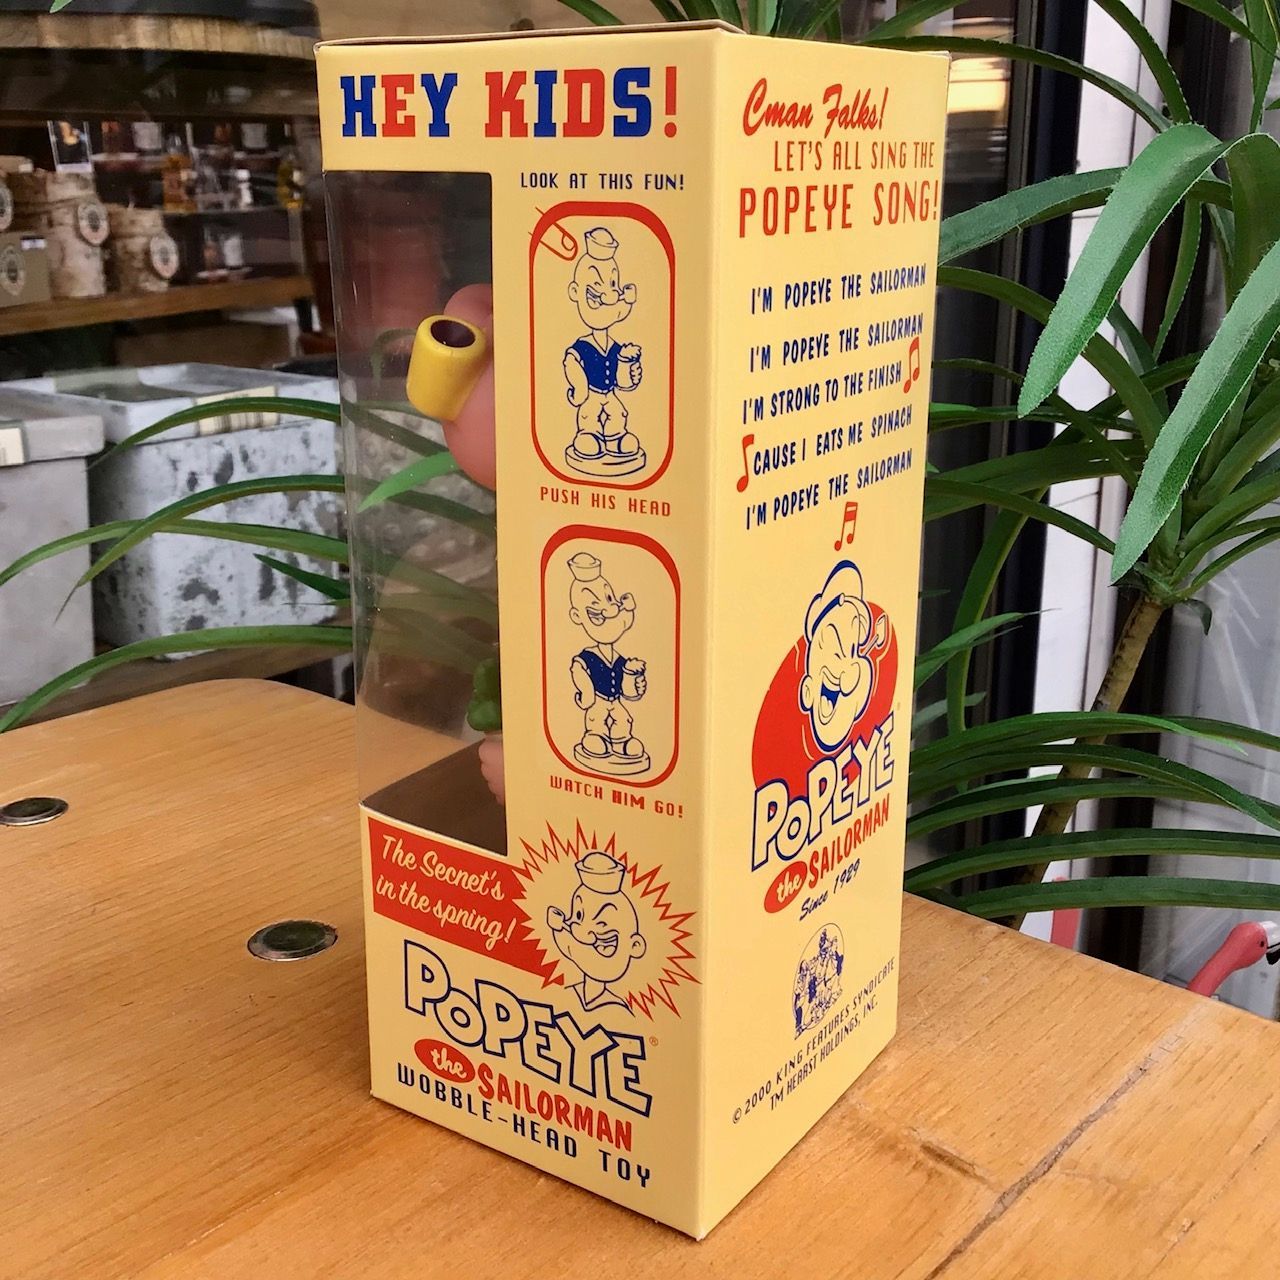 HEY KIDS!
LOOK AT THIS FUN!
PUSH HIS HEAD
WATCH HIM GO!
The Secret's
in the spring!
POPEYE®
the SAILORMAN
WOBBLE-HEAD TOY
Cman Falks!
LET'S ALL SING THE
POPEYE SONG!
I'M POPEYE THE SAILORMAN
I'M POPEYE THE SAILORMAN
I'M STRONG TO THE FINISH
CAUSE I EATS ME SPINACH
I'M POPEYE THE SAILORMAN
POPEYE
the SAILORMAN
Since 1929
© 2000 KING FEATURES SYNDICATE
TM HEARST HOLDINGS, INC.